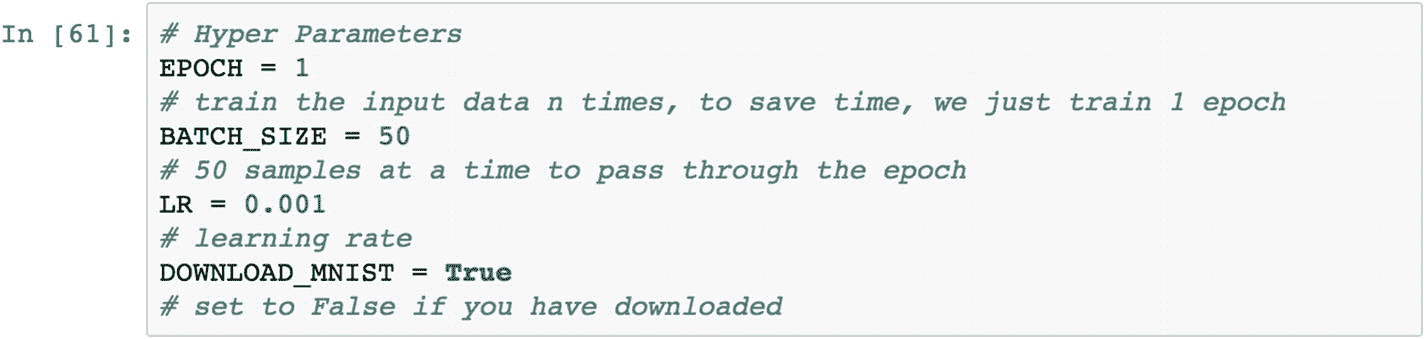 In [61]: # Hyper Parameters
EPOCH = 1
# train the input data n times, to save time, we just train 1 epoch
BATCH_SIZE = 50
# 50 samples at a time to pass through the epoch
LR = 0.001
# learning rate
DOWNLOAD_MNIST = True
# set to False if you have downloaded